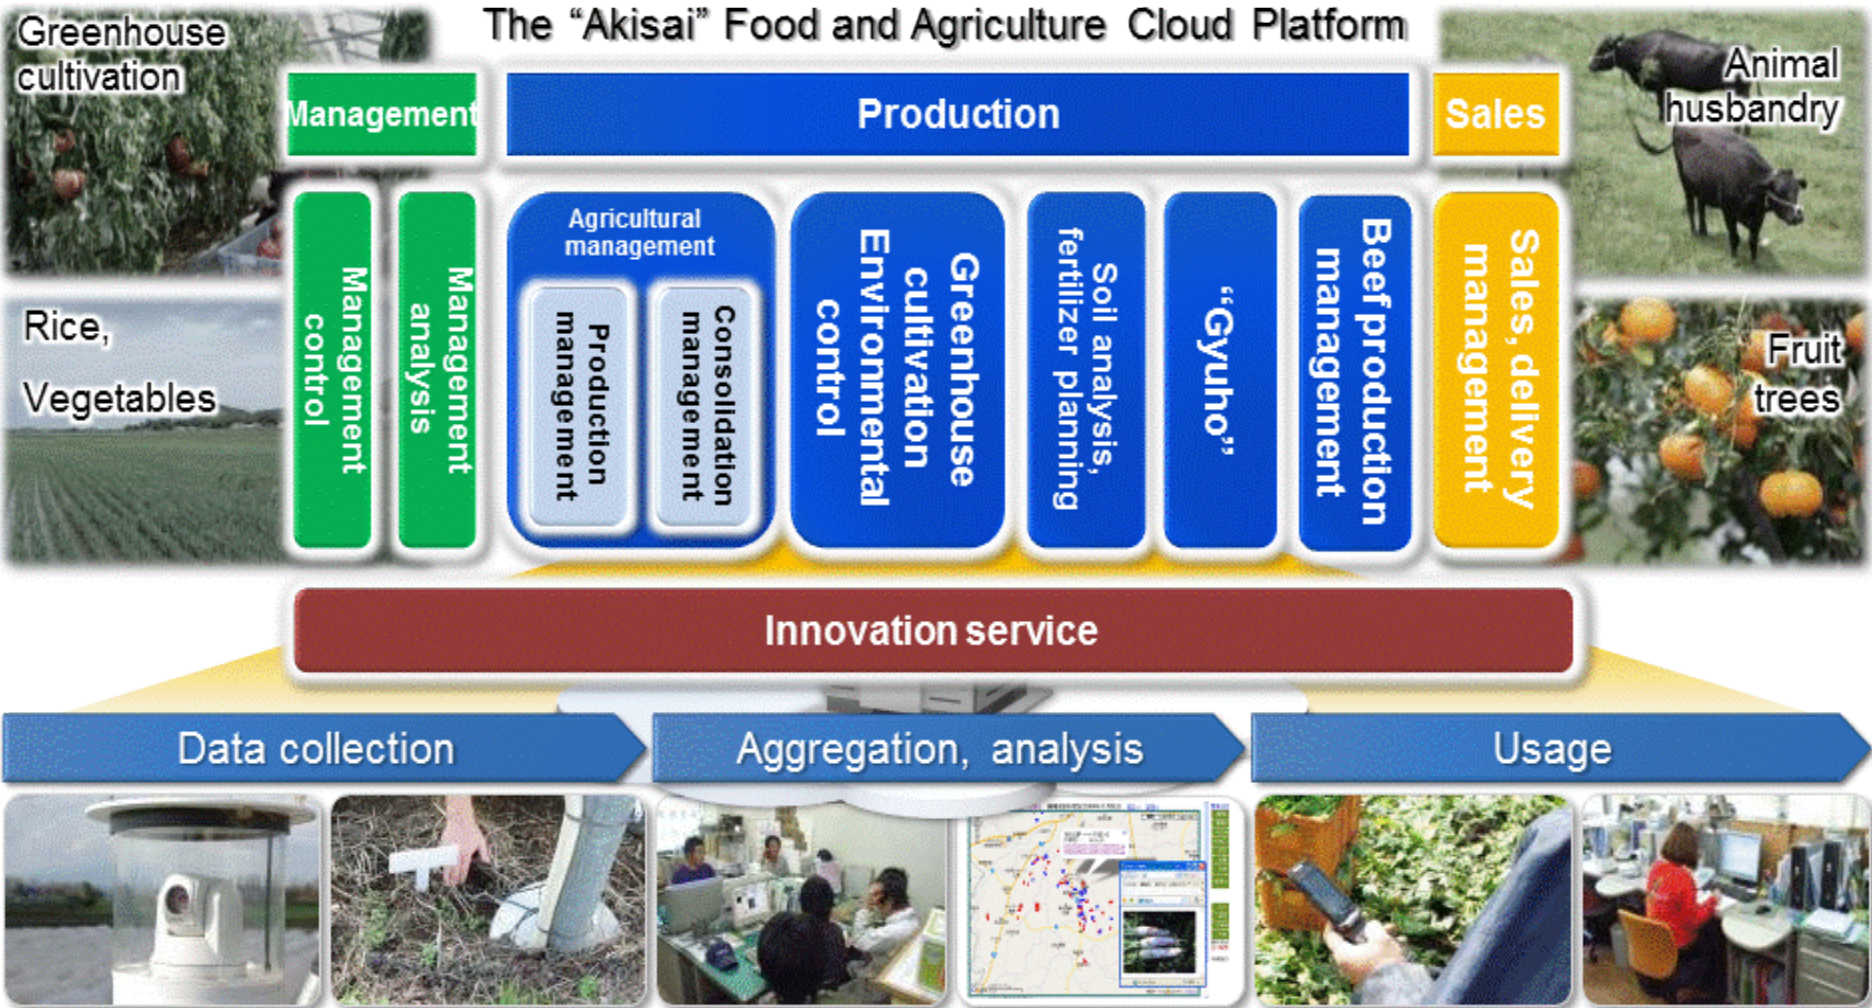 The “Akisai” Food and Agriculture Cloud Platform
Greenhouse
cultivation
Rice,
Vegetables
Animal
husbandry
Fruit
trees
Management
Production
Sales
Management
control
Management
analysis
Agricultural
management
Production
management
Consolidation
management
Greenhouse
cultivation
Environmental
control
Soil analysis,
fertilizer planning
“Gyuho”
Beef production
management
Sales, delivery
management
Innovation service
Data collection
Aggregation, analysis
Usage